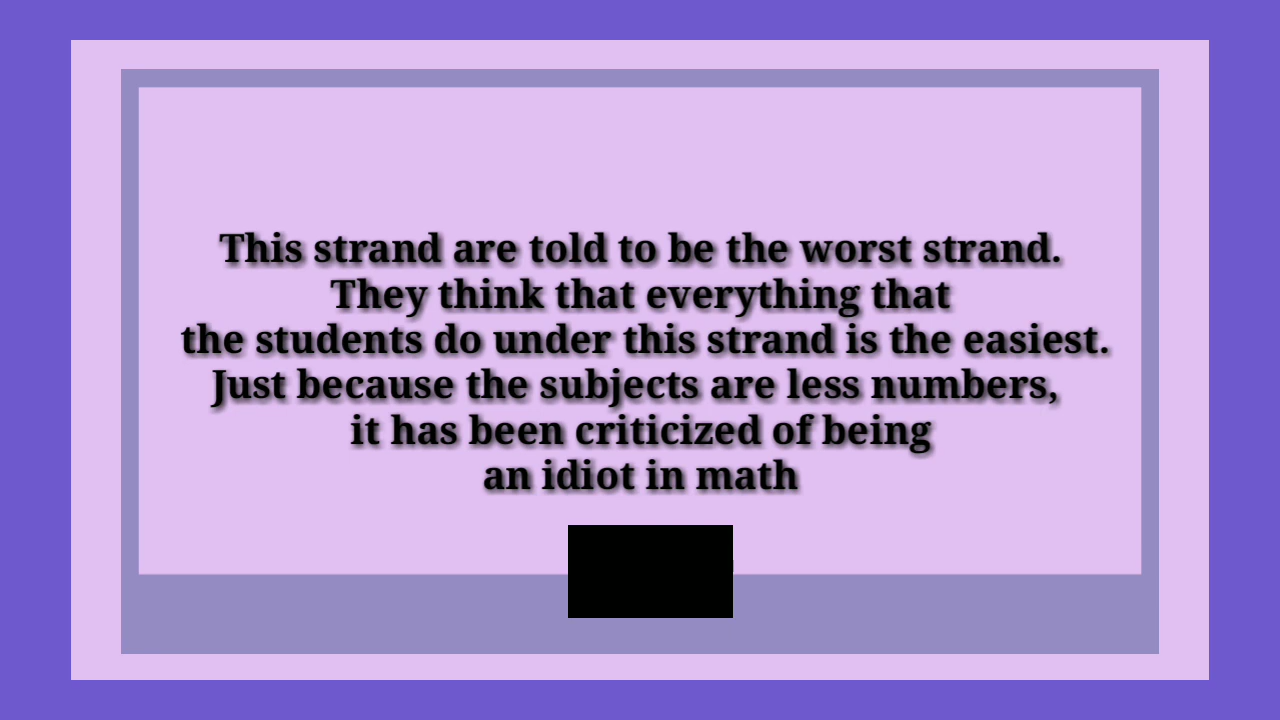 This strand are told to be the worst strand.
They think that everything that
the students do under this strand is the easiest.
Just because the subjects are less numbers,
it has been criticized of being
an idiot in math